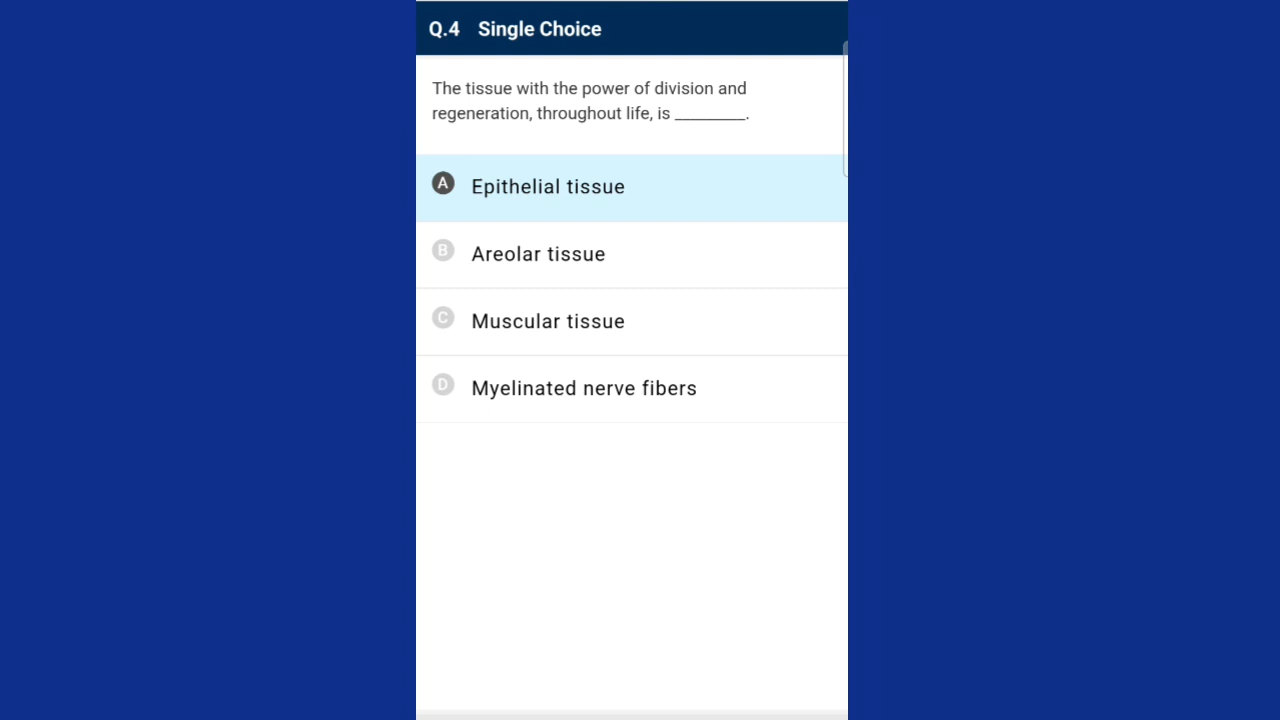 Q.4 Single Choice
The tissue with the power of division and
regeneration, throughout life, is ________.
A Epithelial tissue
B Areolar tissue
C Muscular tissue
D Myelinated nerve fibers